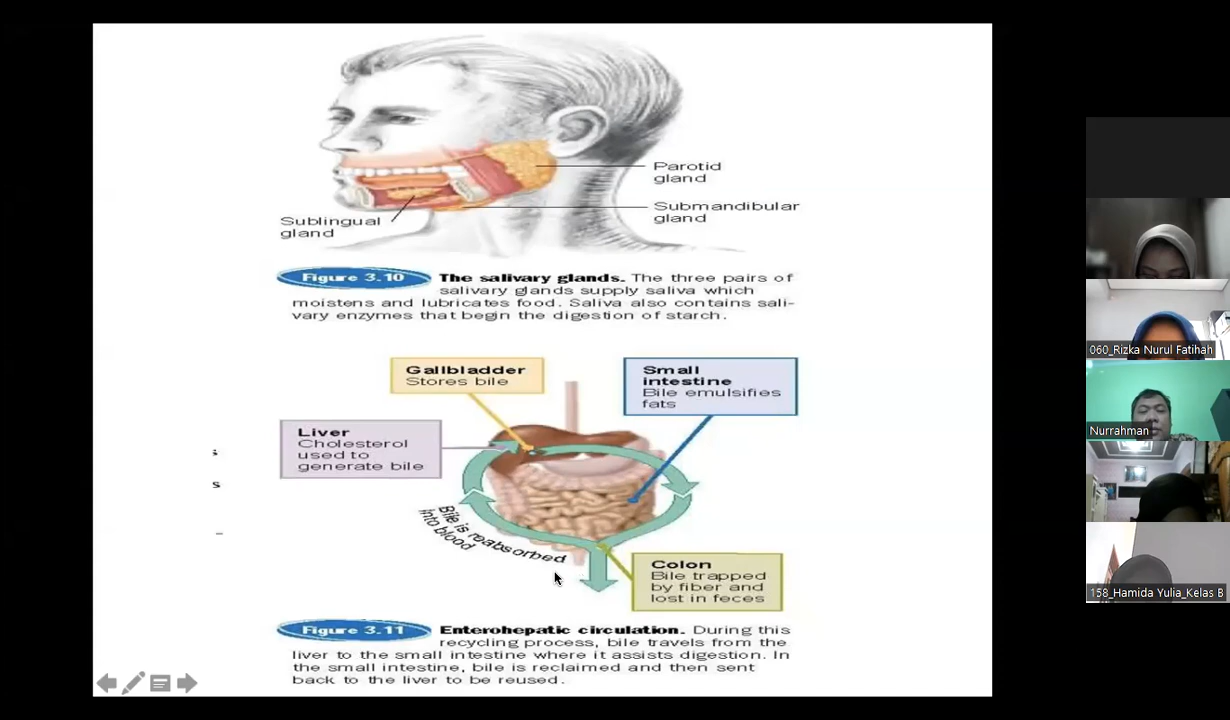 Parotid
gland
Submandibular
gland
Sublingual
gland
Figure 3.10 The salivary glands. The three pairs of
salivary glands supply saliva which
moistens and lubricates food. Saliva also contains sali-
vary enzymes that begin the digestion of starch.
Gallbladder
Stores bile
Small
intestine
Bile emulsifies
fats
Liver
Cholesterol
used to
generate bile
Bile is reabsorbed
into blood
Colon
Bile trapped
by fiber and
lost in feces
Figure 3.11 Enterohepatic circulation. During this
recycling process, bile travels from the
liver to the small intestine where it assists digestion. In
the small intestine, bile is reclaimed and then sent
back to the liver to be reused.
s
060_Rizka Nurul Fatihah
Nurrahman
158_Hamida Yulia_Kelas B